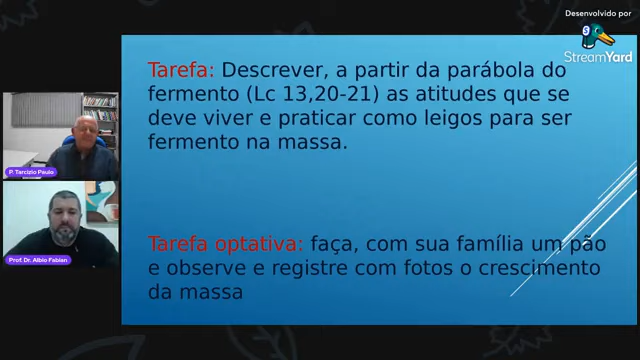 Desenvolvido por
StreamYard
Tarefa: Descrever, a partir da parábola do
fermento (Lc 13,20-21) as atitudes que se
deve viver e praticar como leigos para ser
fermento na massa.
P. Tarcizio Paulo
Tarefa optativa: faça, com sua família um pão
e observe e registre com fotos o crescimento
da massa
Prof. Dr. Albio Fabian